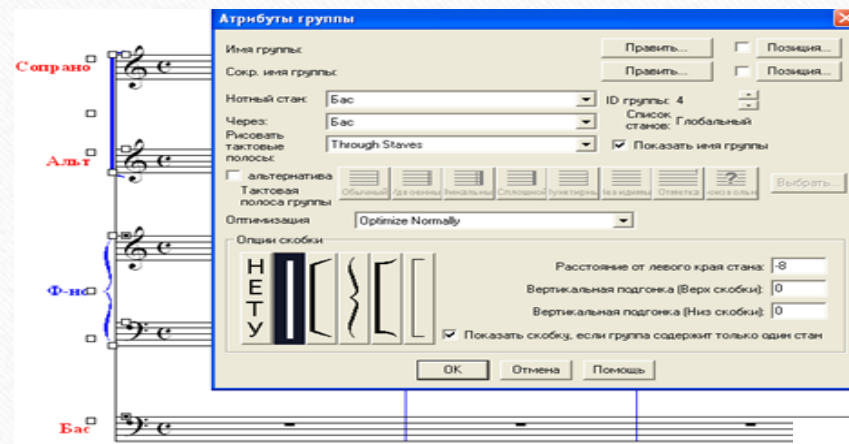 Атрибуты группы
Имя группы: Править... Позиция...
Сокр. имя группы: Править... Позиция...
Нотный стан: Бас ID группы: 4
Через: Бас Список станов: Глобальный
Рисовать тактовые полосы: Through Staves Показать имя группы
альтернатива
Тактовая полоса группы Обычный Сплошной Отметка Выбрать...
Оптимизация Optimize Normally
Опции скобки
НЕТУ
Расстояние от левого края стана: -8
Вертикальная подгонка (Верх скобки): 0
Вертикальная подгонка (Низ скобки): 0
Показать скобку, если группа содержит только один стан
OK Отмена Помощь
Сопрано
Альт
Ф-но
Бас